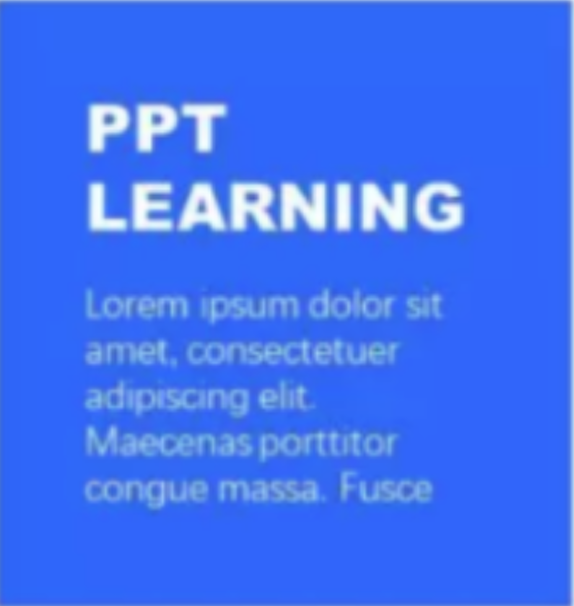 PPT
LEARNING
Lorem ipsum dolor sit
amet, consectetuer
adipiscing elit.
Maecenas porttitor
congue massa. Fusce